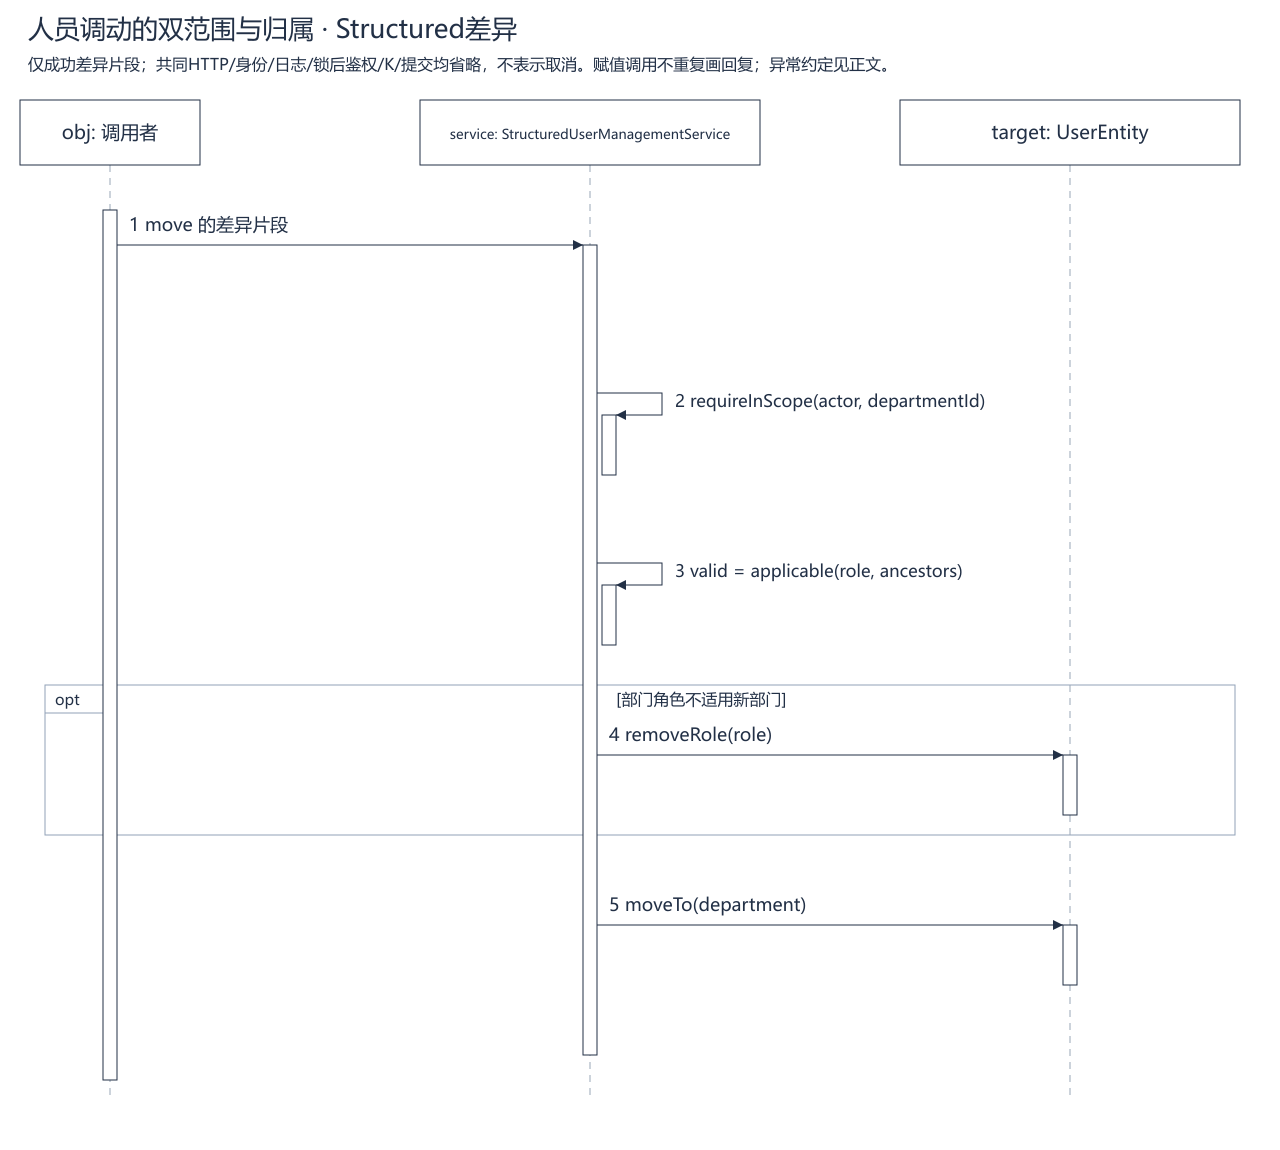 人员调动的双范围与归属 · Structured差异
仅成功差异片段；共同HTTP/身份/日志/锁后鉴权/K/提交均省略，不表示取消。赋值调用不重复画回复；异常约定见正文。
obj: 调用者
service: StructuredUserManagementService
target: UserEntity
1 move 的差异片段
2 requireInScope(actor, departmentId)
3 valid = applicable(role, ancestors)
opt
[部门角色不适用新部门]
4 removeRole(role)
5 moveTo(department)